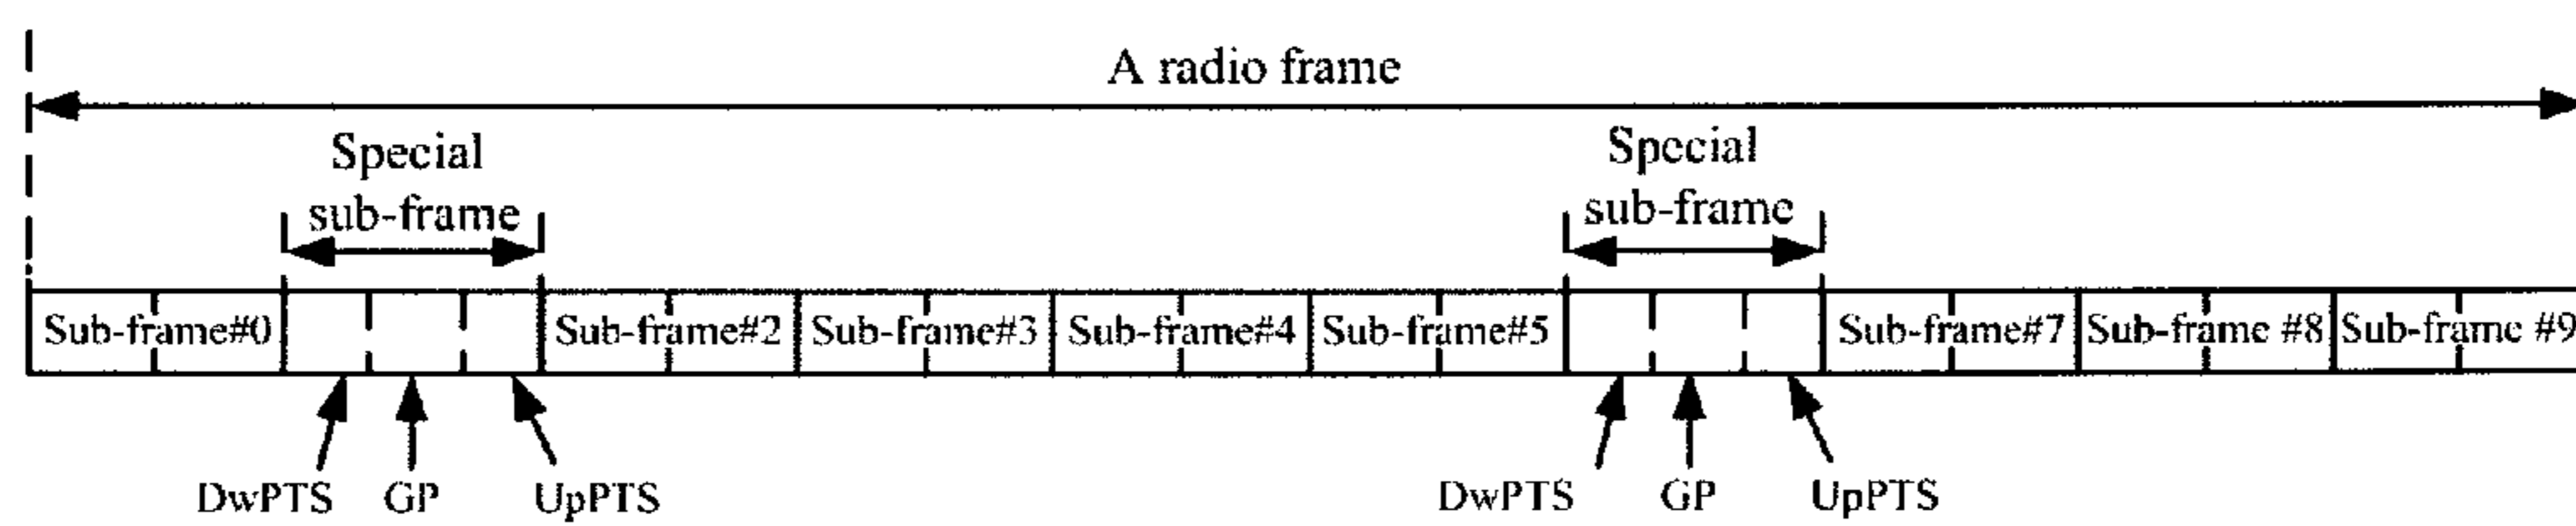 A radio frame
Special
sub-frame
Special
sub-frame
Sub-frame#0
Sub-frame#2
Sub-frame#3
Sub-frame#4
Sub-frame#5
Sub-frame#7
Sub-frame #8
Sub-frame #9
DwPTS
GP
UpPTS
DwPTS
GP
UpPTS